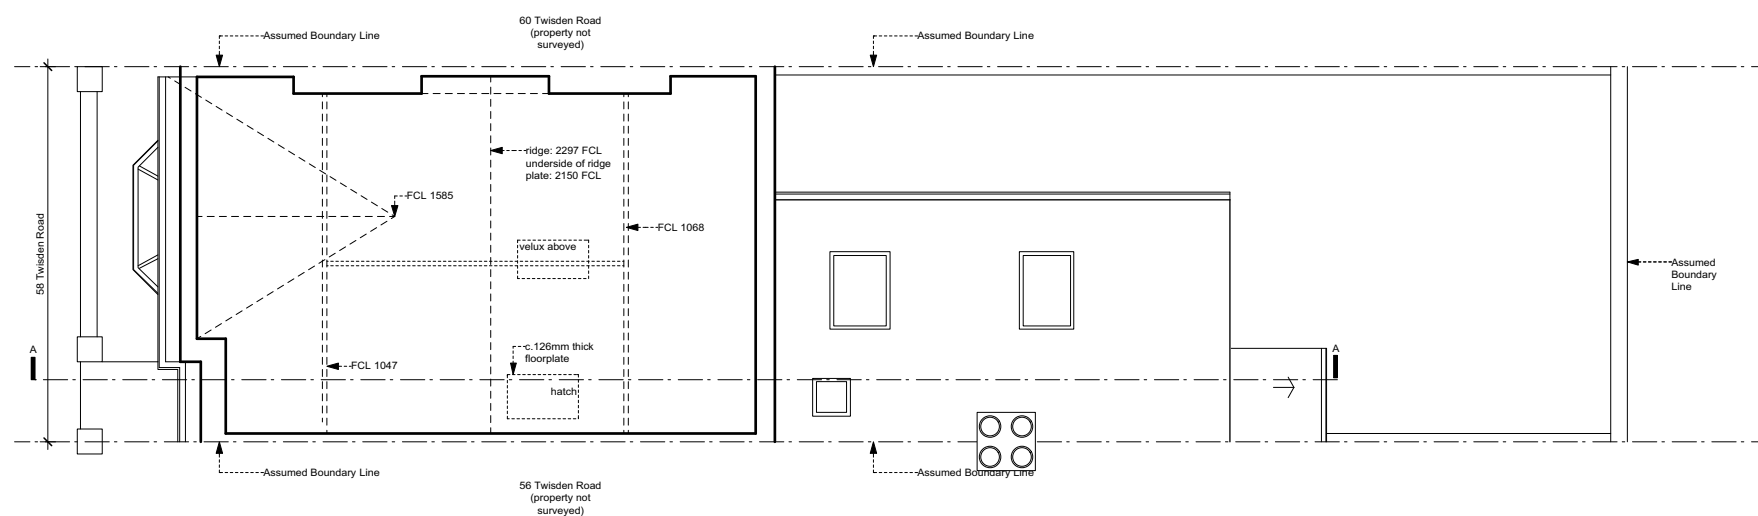 60 Twisden Road
(property not
surveyed)
Assumed Boundary Line
Assumed Boundary Line
ridge: 2297 FCL
underside of ridge
plate: 2150 FCL
FCL 1585
FCL 1068
velux above
58 Twisden Road
Assumed
Boundary
Line
A
c.126mm thick
floorplate
FCL 1047
hatch
A
Assumed Boundary Line
Assumed Boundary Line
56 Twisden Road
(property not
surveyed)